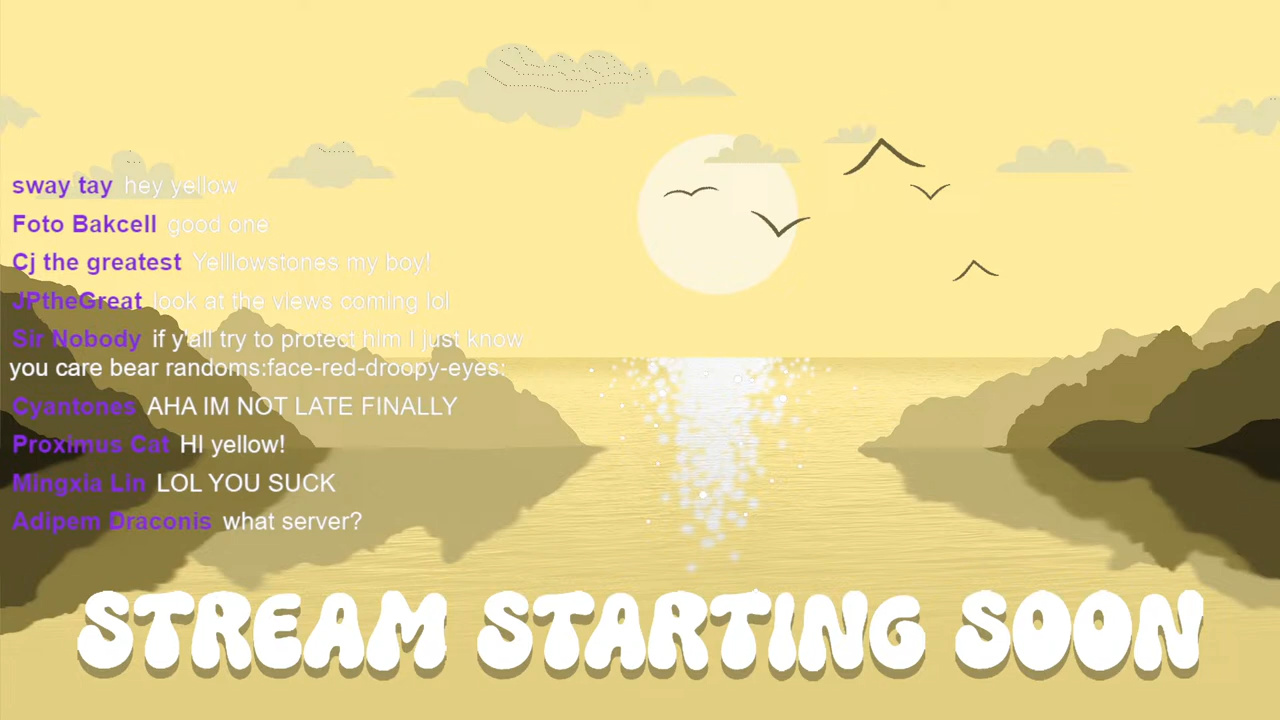 sway tay hey yellow
Foto Bakcell good one
Cj the greatest Yelllowstones my boy!
JPtheGreat look at the views coming lol
Sir Nobody if y'all try to protect him I just know
you care bear randoms:face-red-droopy-eyes:
Cyantones AHA IM NOT LATE FINALLY
Proximus Cat HI yellow!
Mingxia Lin LOL YOU SUCK
Adipem Draconis what server?
STREAM STARTING SOON